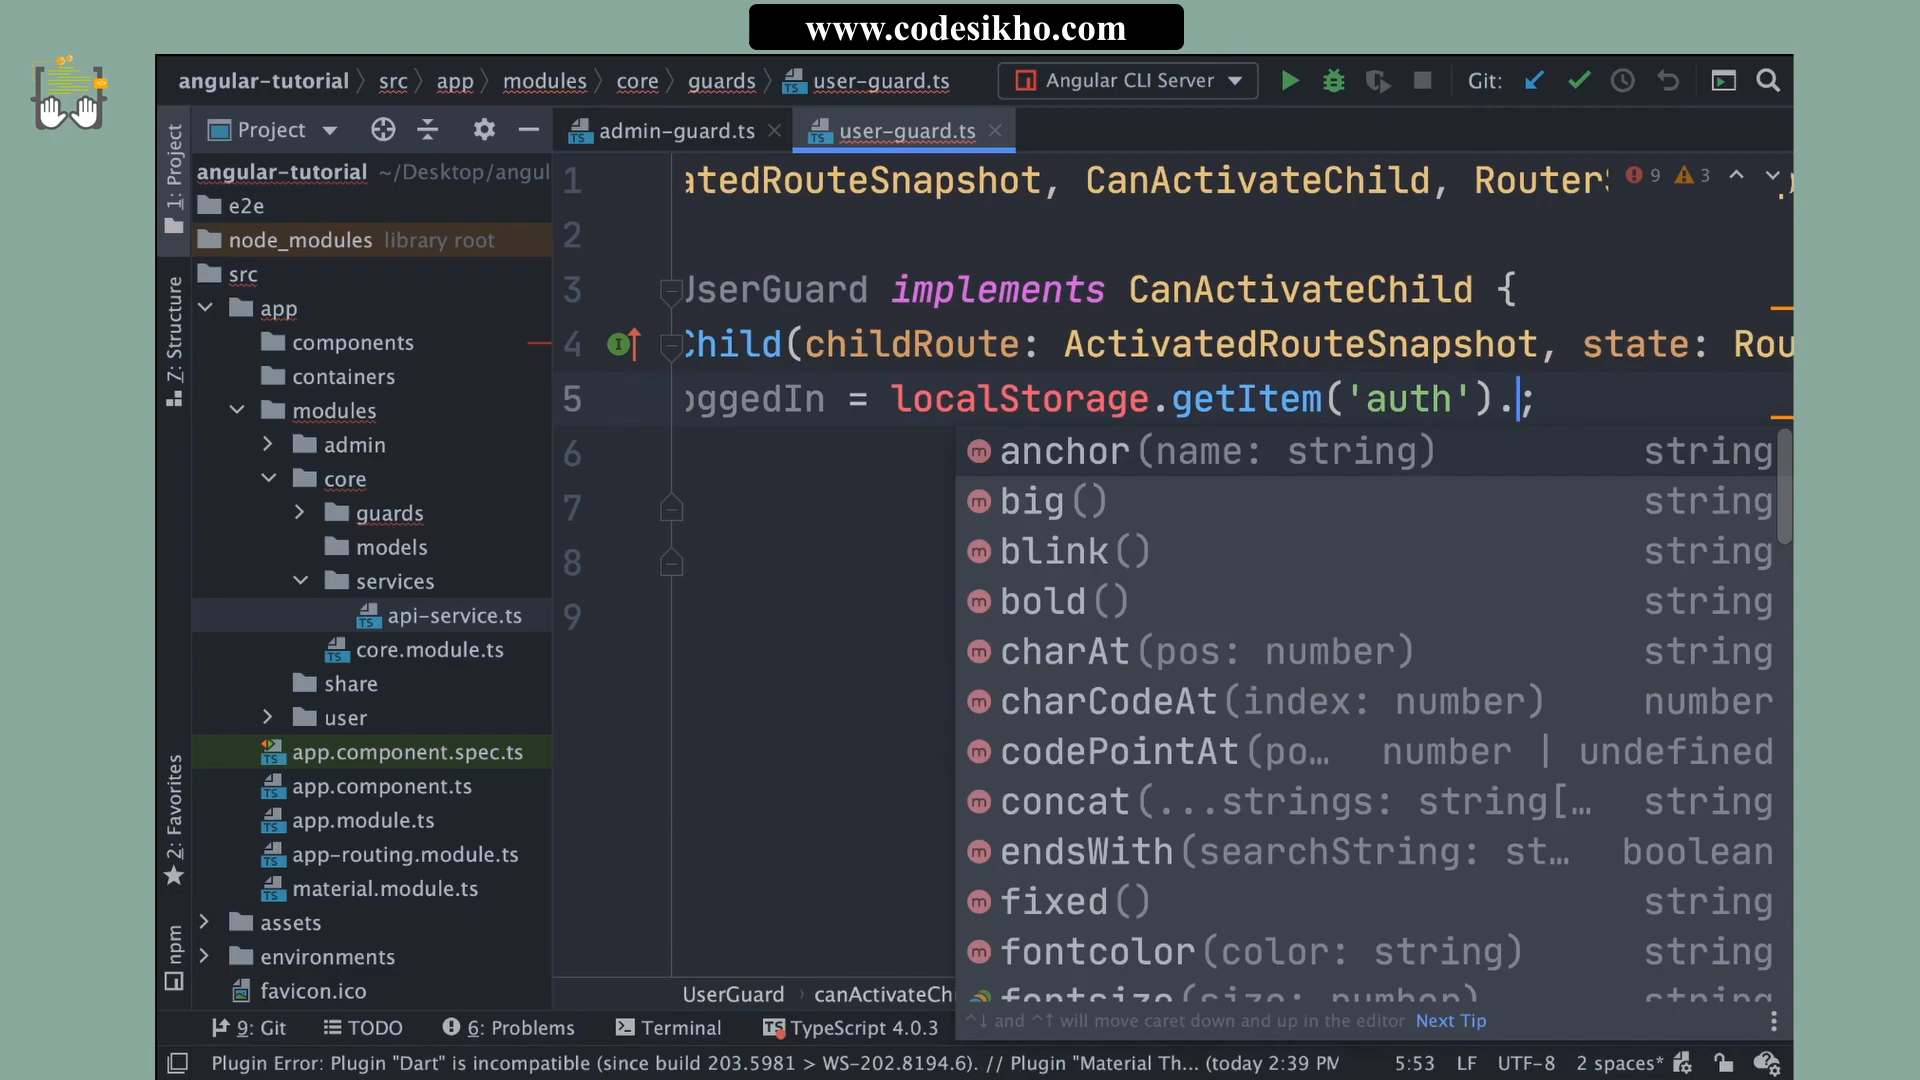 www.codesikho.com
angular-tutorial src app modules core guards user-guard.ts Angular CLI Server Git:
1: Project
Z: Structure
2: Favorites
npm
Project
angular-tutorial ~/Desktop/angul
e2e
node_modules library root
src
app
components
containers
modules
admin
core
guards
models
services
api-service.ts
core.module.ts
share
user
app.component.spec.ts
app.component.ts
app.module.ts
app-routing.module.ts
material.module.ts
assets
environments
favicon.ico
admin-guard.ts user-guard.ts
9 3
1 atedRouteSnapshot, CanActivateChild, Router
2
3 UserGuard implements CanActivateChild {
4 Child(childRoute: ActivatedRouteSnapshot, state: Rou
5 oggedIn = localStorage.getItem('auth').;
6
7
8
9
anchor(name: string) string
big() string
blink() string
bold() string
charAt(pos: number) string
charCodeAt(index: number) number
codePointAt(po… number | undefined
concat(...strings: string[… string
endsWith(searchString: st… boolean
fixed() string
fontcolor(color: string) string
fontsize(size: number) string
^↓ and ^↑ will move caret down and up in the editor Next Tip
UserGuard canActivateChi
9: Git TODO 6: Problems Terminal TypeScript 4.0.3
Plugin Error: Plugin "Dart" is incompatible (since build 203.5981 > WS-202.8194.6). // Plugin "Material Th... (today 2:39 PM 5:53 LF UTF-8 2 spaces*